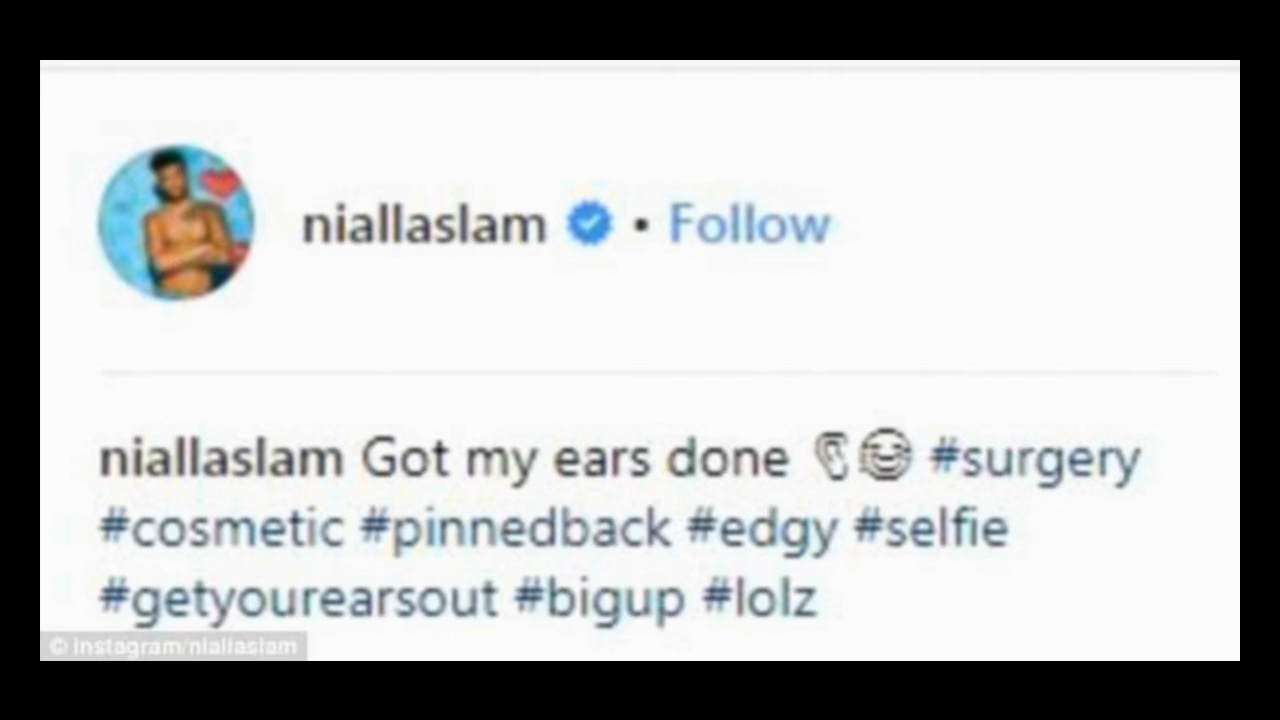 niallaslam • Follow
niallaslam Got my ears done 👂😂 #surgery
#cosmetic #pinnedback #edgy #selfie
#getyourearsout #bigup #lolz
© Instagram/niallaslam